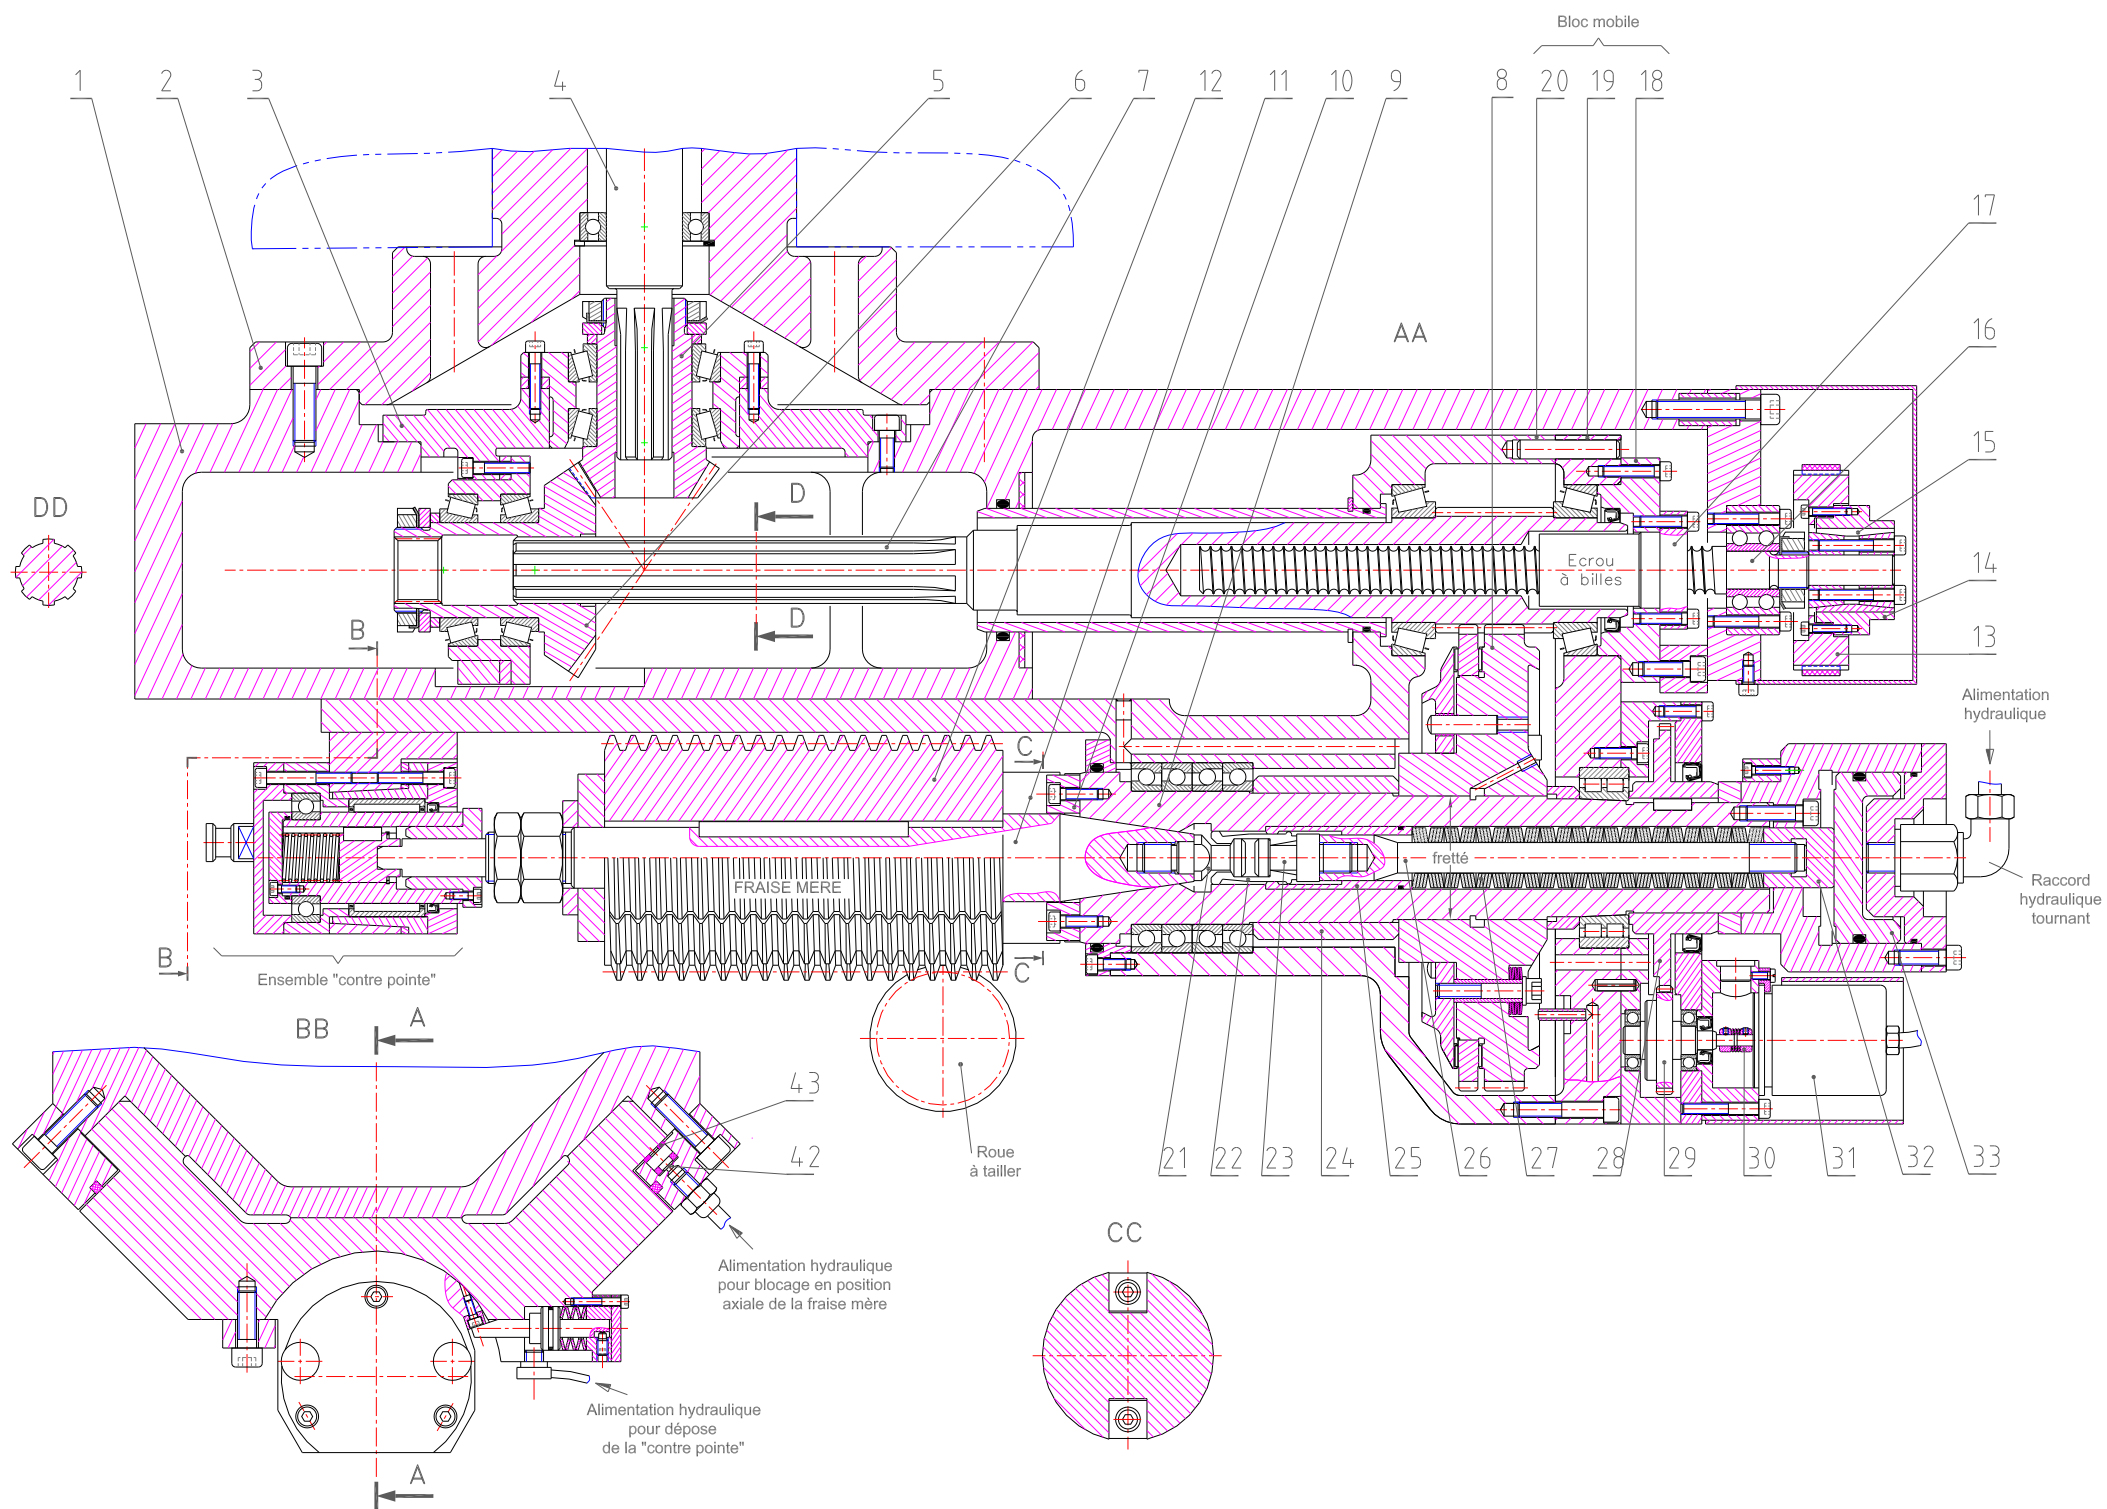 Bloc mobile
1 2 3 4 5 6 7 12 11 10 9 8 20 19 18
17
AA
16
15
DD
D
Ecrou
à billes
14
B
D
13
Alimentation
hydraulique
C
fretté
FRAISE MERE
Raccord
hydraulique
tournant
B
C
Ensemble "contre pointe"
A
BB
43
42
Roue
à tailler
21 22 23 24 25 26 27 28 29 30 31 32 33
CC
Alimentation hydraulique
pour blocage en position
axiale de la fraise mère
Alimentation hydraulique
pour dépose
de la "contre pointe"
A